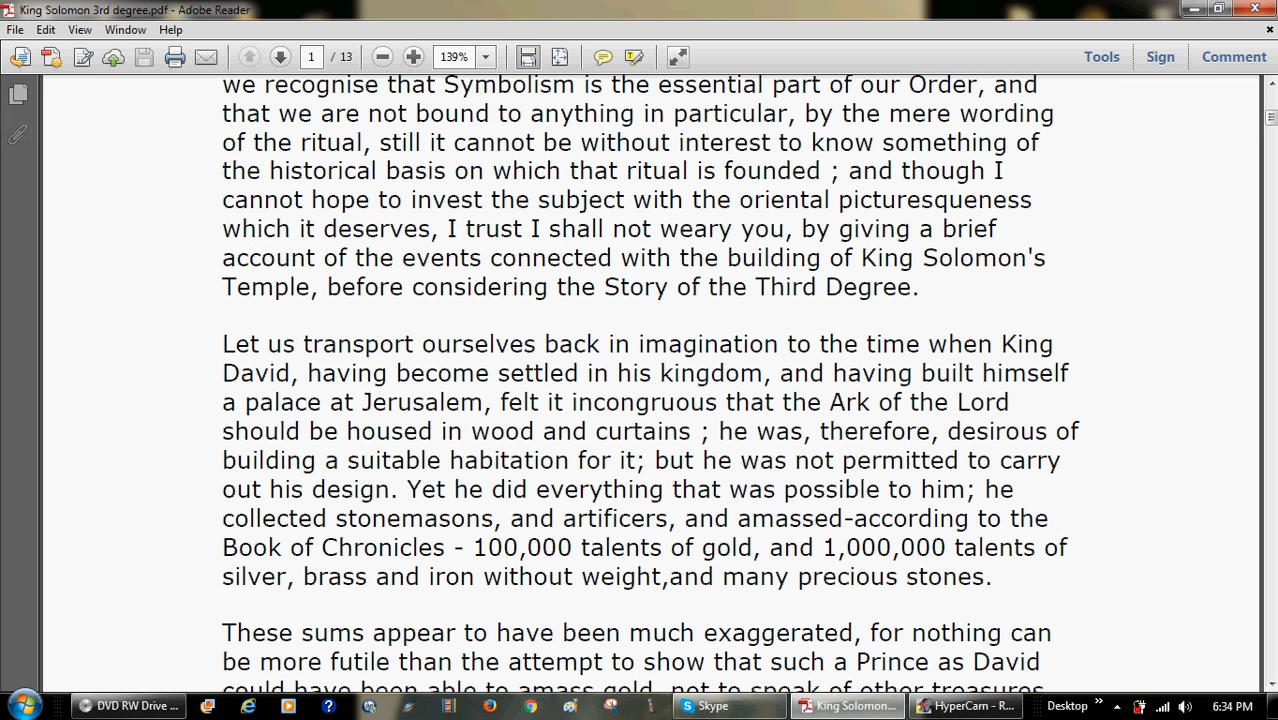 King Solomon 3rd degree.pdf - Adobe Reader
File Edit View Window Help
1 / 13 139% Tools Sign Comment
we recognise that Symbolism is the essential part of our Order, and
that we are not bound to anything in particular, by the mere wording
of the ritual, still it cannot be without interest to know something of
the historical basis on which that ritual is founded ; and though I
cannot hope to invest the subject with the oriental picturesqueness
which it deserves, I trust I shall not weary you, by giving a brief
account of the events connected with the building of King Solomon's
Temple, before considering the Story of the Third Degree.
Let us transport ourselves back in imagination to the time when King
David, having become settled in his kingdom, and having built himself
a palace at Jerusalem, felt it incongruous that the Ark of the Lord
should be housed in wood and curtains ; he was, therefore, desirous of
building a suitable habitation for it; but he was not permitted to carry
out his design. Yet he did everything that was possible to him; he
collected stonemasons, and artificers, and amassed-according to the
Book of Chronicles - 100,000 talents of gold, and 1,000,000 talents of
silver, brass and iron without weight,and many precious stones.
These sums appear to have been much exaggerated, for nothing can
be more futile than the attempt to show that such a Prince as David
could have been able to amass gold, not to speak of other treasures
DVD RW Drive ... Skype King Solomon... HyperCam - R... Desktop » 6:34 PM